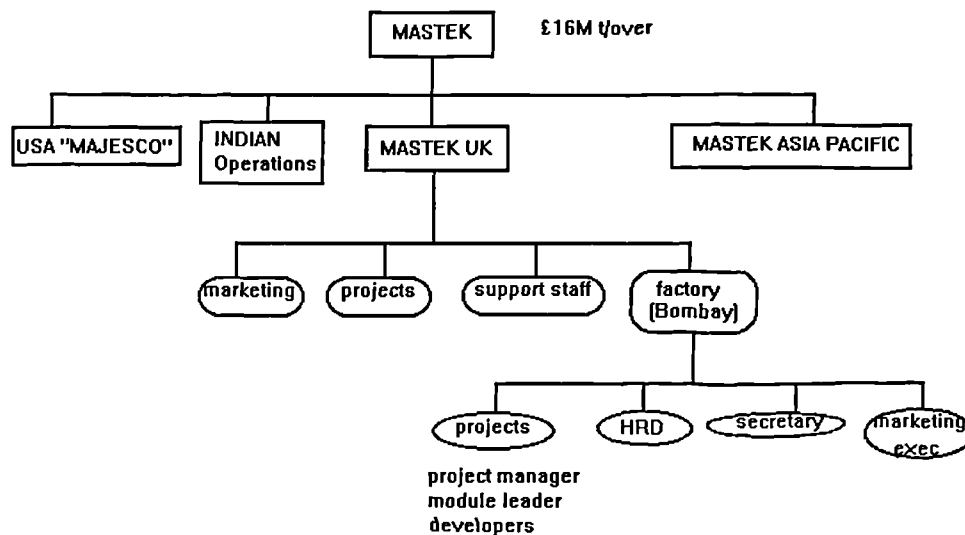 MASTEK
£16M t/over
USA "MAJESCO"
INDIAN
Operations
MASTEK UK
MASTEK ASIA PACIFIC
marketing
projects
support staff
factory
(Bombay)
projects
HRD
secretary
marketing
exec
project manager
module leader
developers